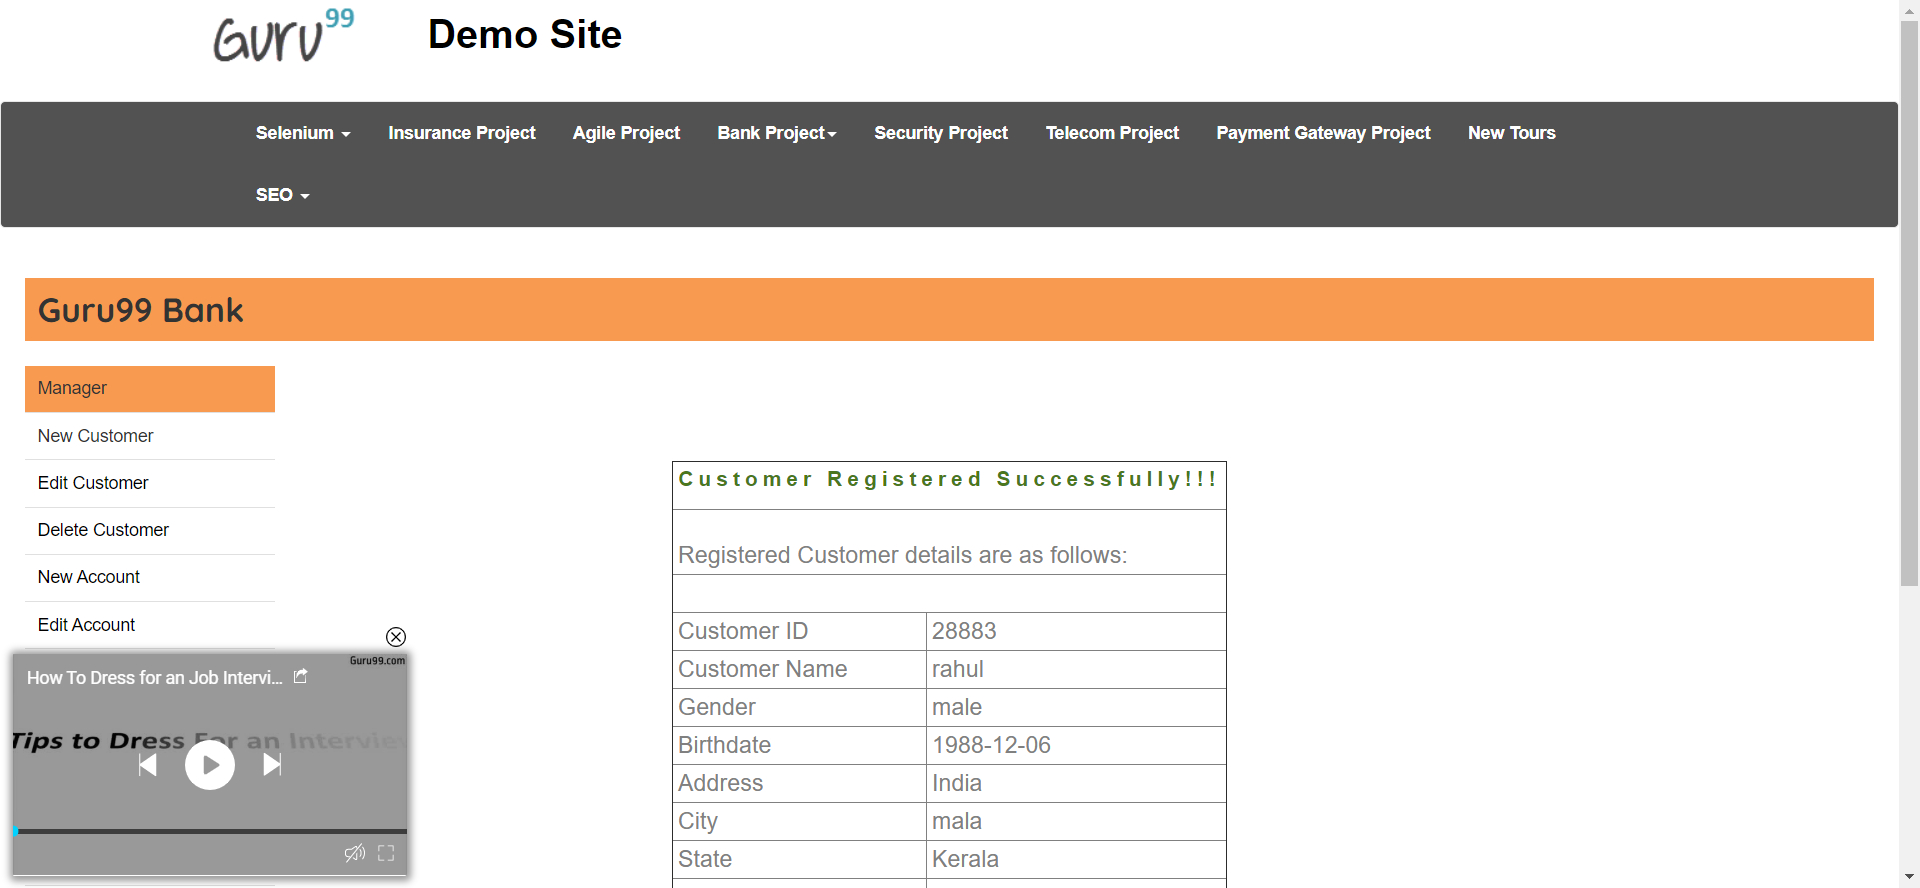 Guru99
Demo Site
Selenium
Insurance Project
Agile Project
Bank Project
Security Project
Telecom Project
Payment Gateway Project
New Tours
SEO
Guru99 Bank
Manager
New Customer
Edit Customer
Delete Customer
New Account
Edit Account
Guru99.com
How To Dress for an Job Intervi...
Tips to Dress For an Interview
Customer Registered Successfully!!!
Registered Customer details are as follows:
Customer ID 28883
Customer Name rahul
Gender male
Birthdate 1988-12-06
Address India
City mala
State Kerala